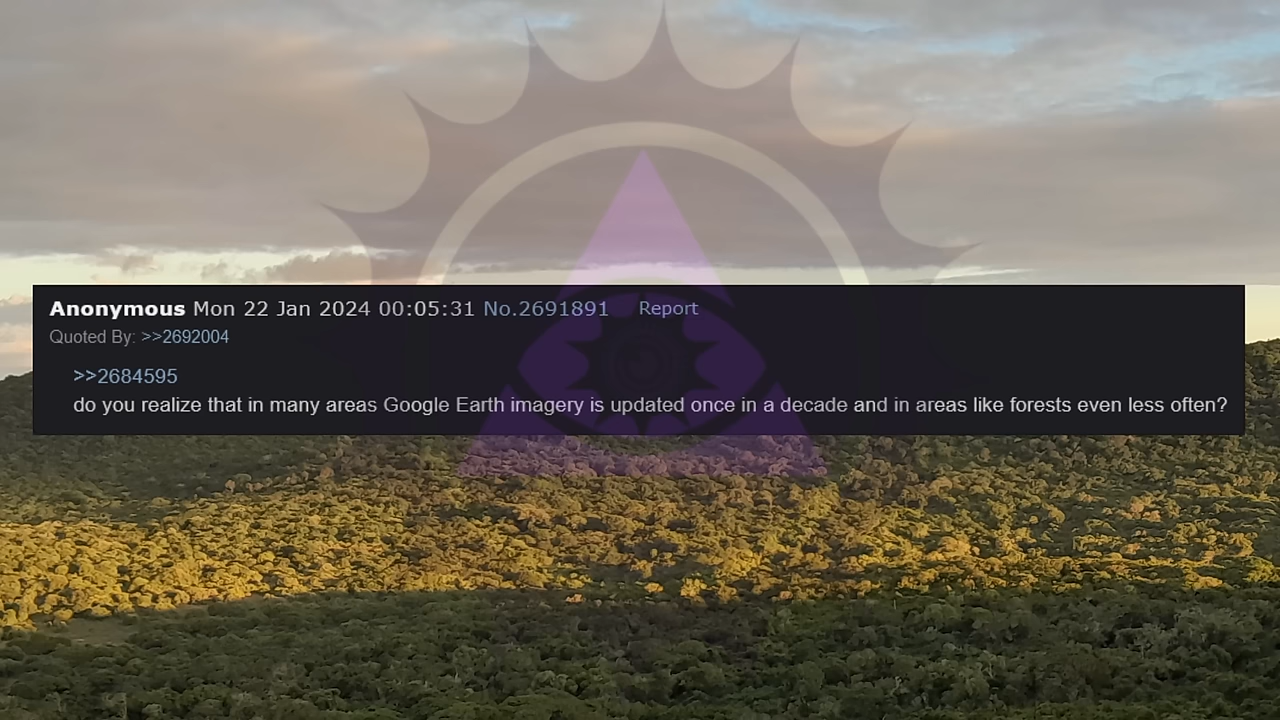 Anonymous Mon 22 Jan 2024 00:05:31 No.2691891 Report
Quoted By: >>2692004
>>2684595
do you realize that in many areas Google Earth imagery is updated once in a decade and in areas like forests even less often?